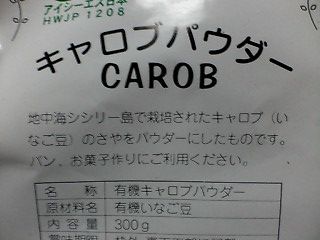 アイシーエス日本
HWJP 1208
キャロブパウダー
CAROB
地中海シシリー島で栽培されたキャロブ（い
なご豆）のさやをパウダーにしたものです。
パン、お菓子作りにご利用ください。
名　称 有機キャロブパウダー
原材料名 有機いなご豆
内容量 300g
賞味期限